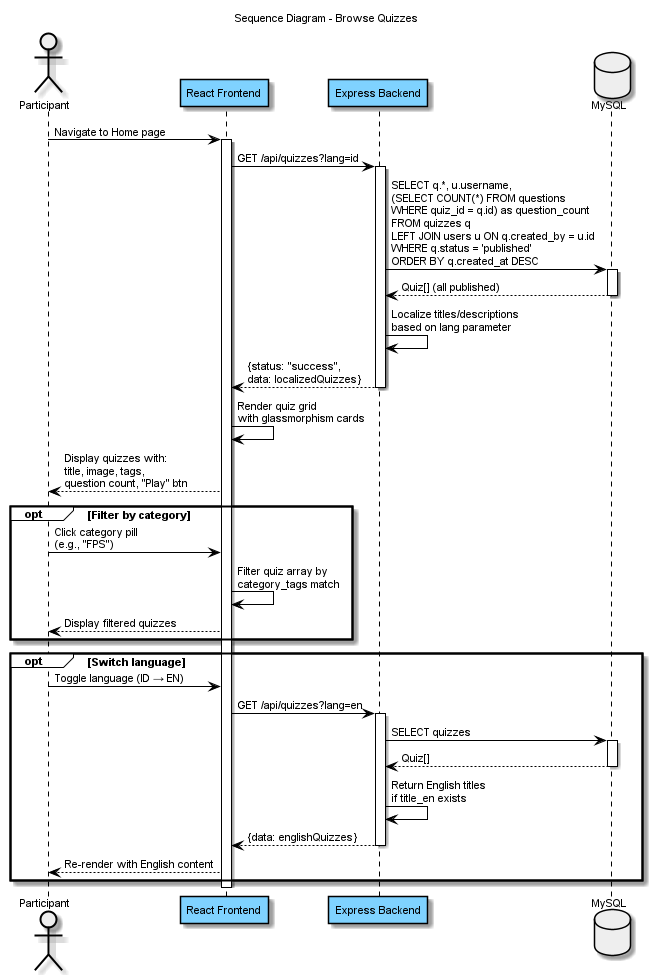 Sequence Diagram - Browse Quizzes
Participant
React Frontend
Express Backend
MySQL
Navigate to Home page
GET /api/quizzes?lang=id
SELECT q.*, u.username,
(SELECT COUNT(*) FROM questions
WHERE quiz_id = q.id) as question_count
FROM quizzes q
LEFT JOIN users u ON q.created_by = u.id
WHERE q.status = 'published'
ORDER BY q.created_at DESC
Quiz[] (all published)
Localize titles/descriptions
based on lang parameter
{status: "success",
data: localizedQuizzes}
Render quiz grid
with glassmorphism cards
Display quizzes with:
title, image, tags,
question count, "Play" btn
opt [Filter by category]
Click category pill
(e.g., "FPS")
Filter quiz array by
category_tags match
Display filtered quizzes
opt [Switch language]
Toggle language (ID → EN)
GET /api/quizzes?lang=en
SELECT quizzes
Quiz[]
Return English titles
if title_en exists
{data: englishQuizzes}
Re-render with English content
Participant
React Frontend
Express Backend
MySQL